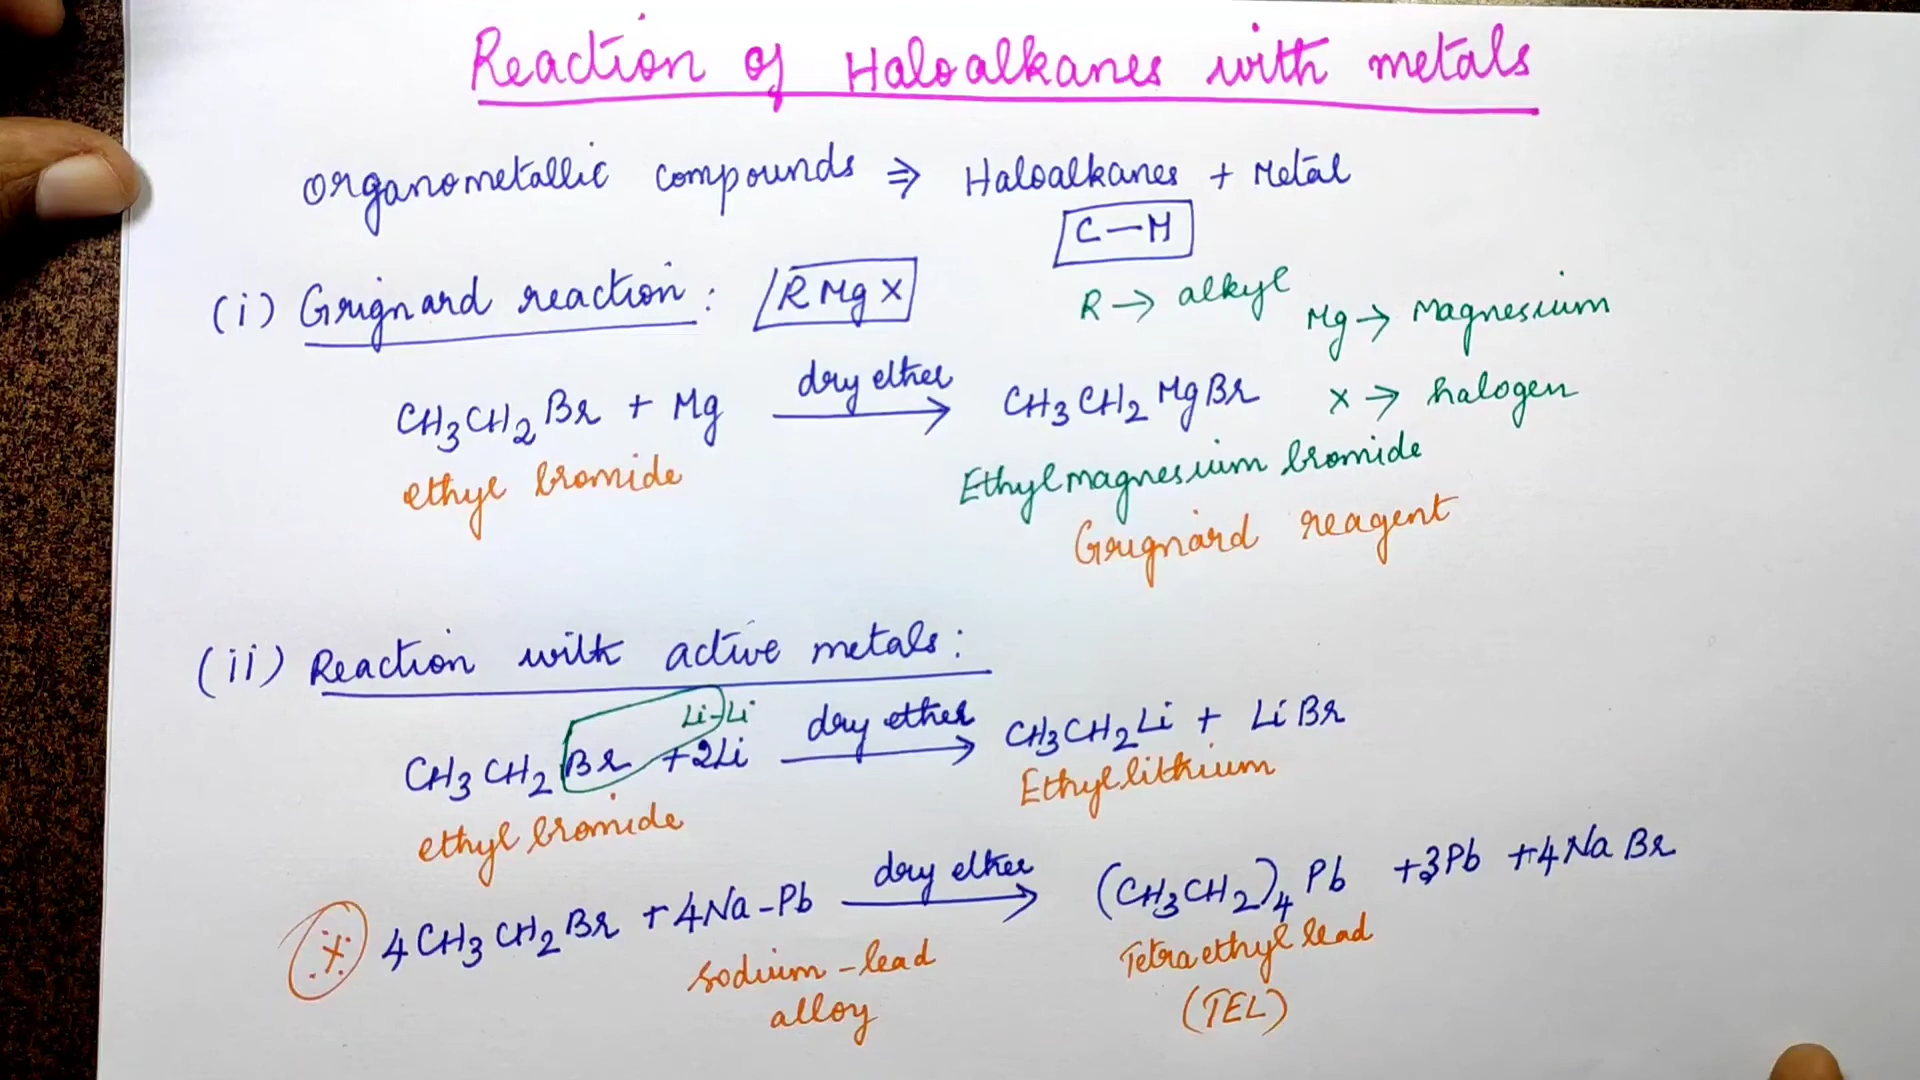 Reaction of Haloalkanes with metals
organometallic compounds ⇒ Haloalkanes + Metal
C—M
(i) Grignard reaction : RMgX
R → alkyl
Mg → Magnesium
X → halogen
CH₃CH₂Br + Mg dry ether → CH₃CH₂MgBr
ethyl bromide
Ethylmagnesium bromide
Grignard reagent
(ii) Reaction with active metals :
Li-Li
CH₃CH₂Br + 2Li dry ether → CH₃CH₂Li + LiBr
ethyl bromide
Ethyllithium
4CH₃CH₂Br + 4Na-Pb dry ether → (CH₃CH₂)₄Pb + 3Pb + 4NaBr
Sodium-lead
alloy
Tetraethyl lead
(TEL)